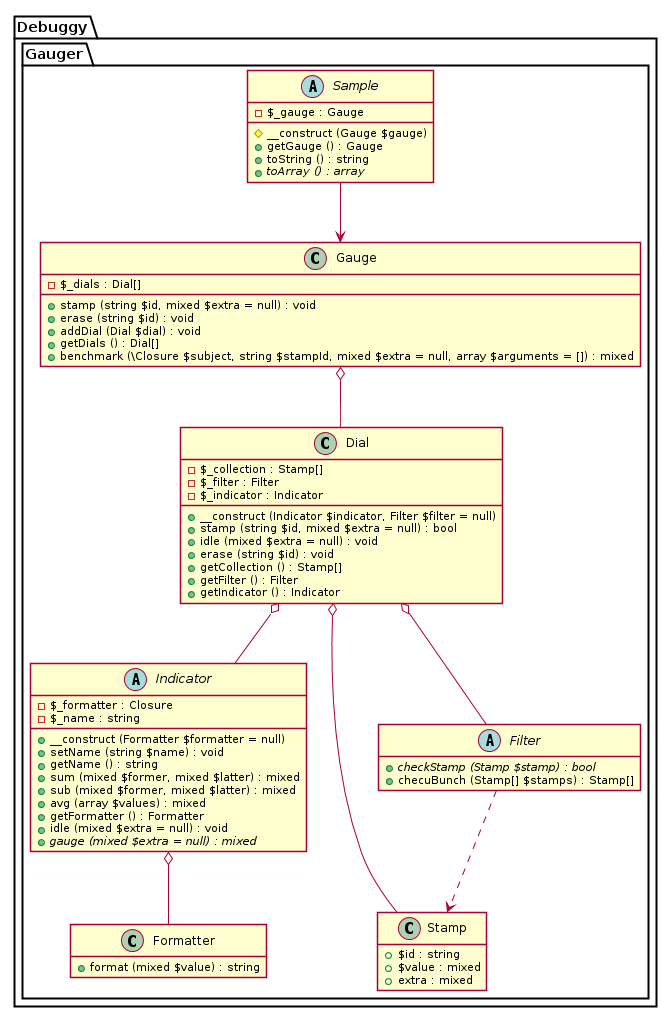 Debuggy
Gauger
A Sample
$_gauge : Gauge
__construct (Gauge $gauge)
getGauge () : Gauge
toString () : string
toArray () : array
C Gauge
$_dials : Dial[]
stamp (string $id, mixed $extra = null) : void
erase (string $id) : void
addDial (Dial $dial) : void
getDials () : Dial[]
benchmark (\Closure $subject, string $stampId, mixed $extra = null, array $arguments = []) : mixed
C Dial
$_collection : Stamp[]
$_filter : Filter
$_indicator : Indicator
__construct (Indicator $indicator, Filter $filter = null)
stamp (string $id, mixed $extra = null) : bool
idle (mixed $extra = null) : void
erase (string $id) : void
getCollection () : Stamp[]
getFilter () : Filter
getIndicator () : Indicator
A Indicator
$_formatter : Closure
$_name : string
__construct (Formatter $formatter = null)
setName (string $name) : void
getName () : string
sum (mixed $former, mixed $latter) : mixed
sub (mixed $former, mixed $latter) : mixed
avg (array $values) : mixed
getFormatter () : Formatter
idle (mixed $extra = null) : void
gauge (mixed $extra = null) : mixed
A Filter
checkStamp (Stamp $stamp) : bool
checuBunch (Stamp[] $stamps) : Stamp[]
C Formatter
format (mixed $value) : string
C Stamp
$id : string
$value : mixed
extra : mixed